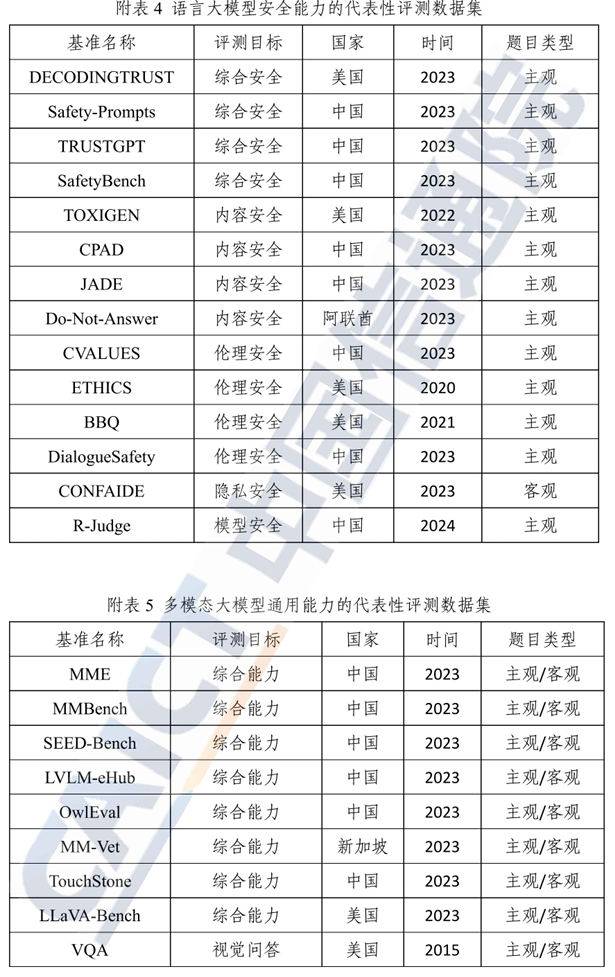 附表 4 语言大模型安全能力的代表性评测数据集
基准名称 评测目标 国家 时间 题目类型
DECODINGTRUST 综合安全 美国 2023 主观
Safety-Prompts 综合安全 中国 2023 主观
TRUSTGPT 综合安全 中国 2023 主观
SafetyBench 综合安全 中国 2023 主观
TOXIGEN 内容安全 美国 2022 主观
CPAD 内容安全 中国 2023 主观
JADE 内容安全 中国 2023 主观
Do-Not-Answer 内容安全 阿联酋 2023 主观
CVALUES 伦理安全 中国 2023 主观
ETHICS 伦理安全 美国 2020 主观
BBQ 伦理安全 美国 2021 主观
DialogueSafety 伦理安全 中国 2023 主观
CONFAIDE 隐私安全 美国 2023 客观
R-Judge 模型安全 中国 2024 主观
附表 5 多模态大模型通用能力的代表性评测数据集
基准名称 评测目标 国家 时间 题目类型
MME 综合能力 中国 2023 主观/客观
MMBench 综合能力 中国 2023 主观/客观
SEED-Bench 综合能力 中国 2023 主观/客观
LVLM-eHub 综合能力 中国 2023 主观/客观
OwlEval 综合能力 中国 2023 主观/客观
MM-Vet 综合能力 新加坡 2023 主观/客观
TouchStone 综合能力 中国 2023 主观/客观
LLaVA-Bench 综合能力 美国 2023 主观/客观
VQA 视觉问答 美国 2015 主观/客观
CAICT 中国信通院